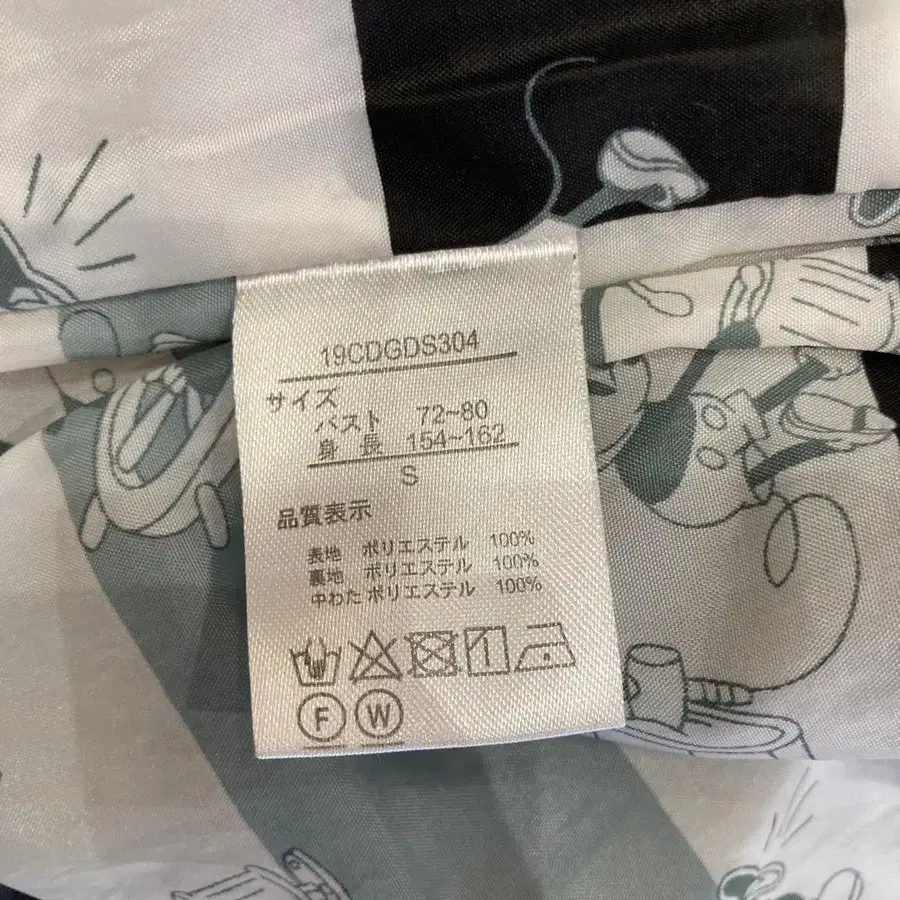 19CDGDS304
サイズ
バスト 72~80
身 長 154~162
S
品質表示
表地 ポリエステル 100%
裏地 ポリエステル 100%
中わた ポリエステル 100%
F W